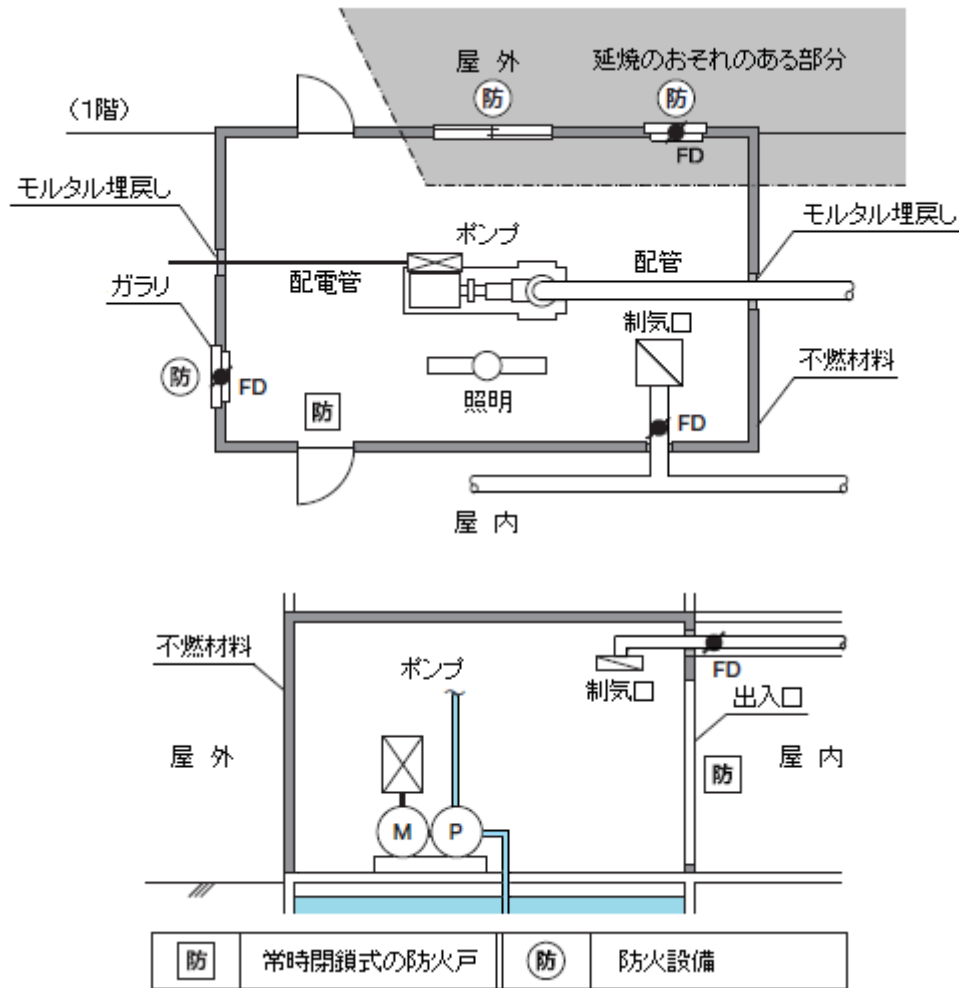 屋 外
延焼のおそれのある部分
防
防
（1階）
FD
モルタル埋戻し
モルタル埋戻し
ポンプ
配電管
配管
ガラリ
制気口
防
FD
不燃材料
照明
防
FD
屋 内
不燃材料
ポンプ
制気口
FD
出入口
屋 外
防
屋 内
M
P
防 常時閉鎖式の防火戸 防 防火設備